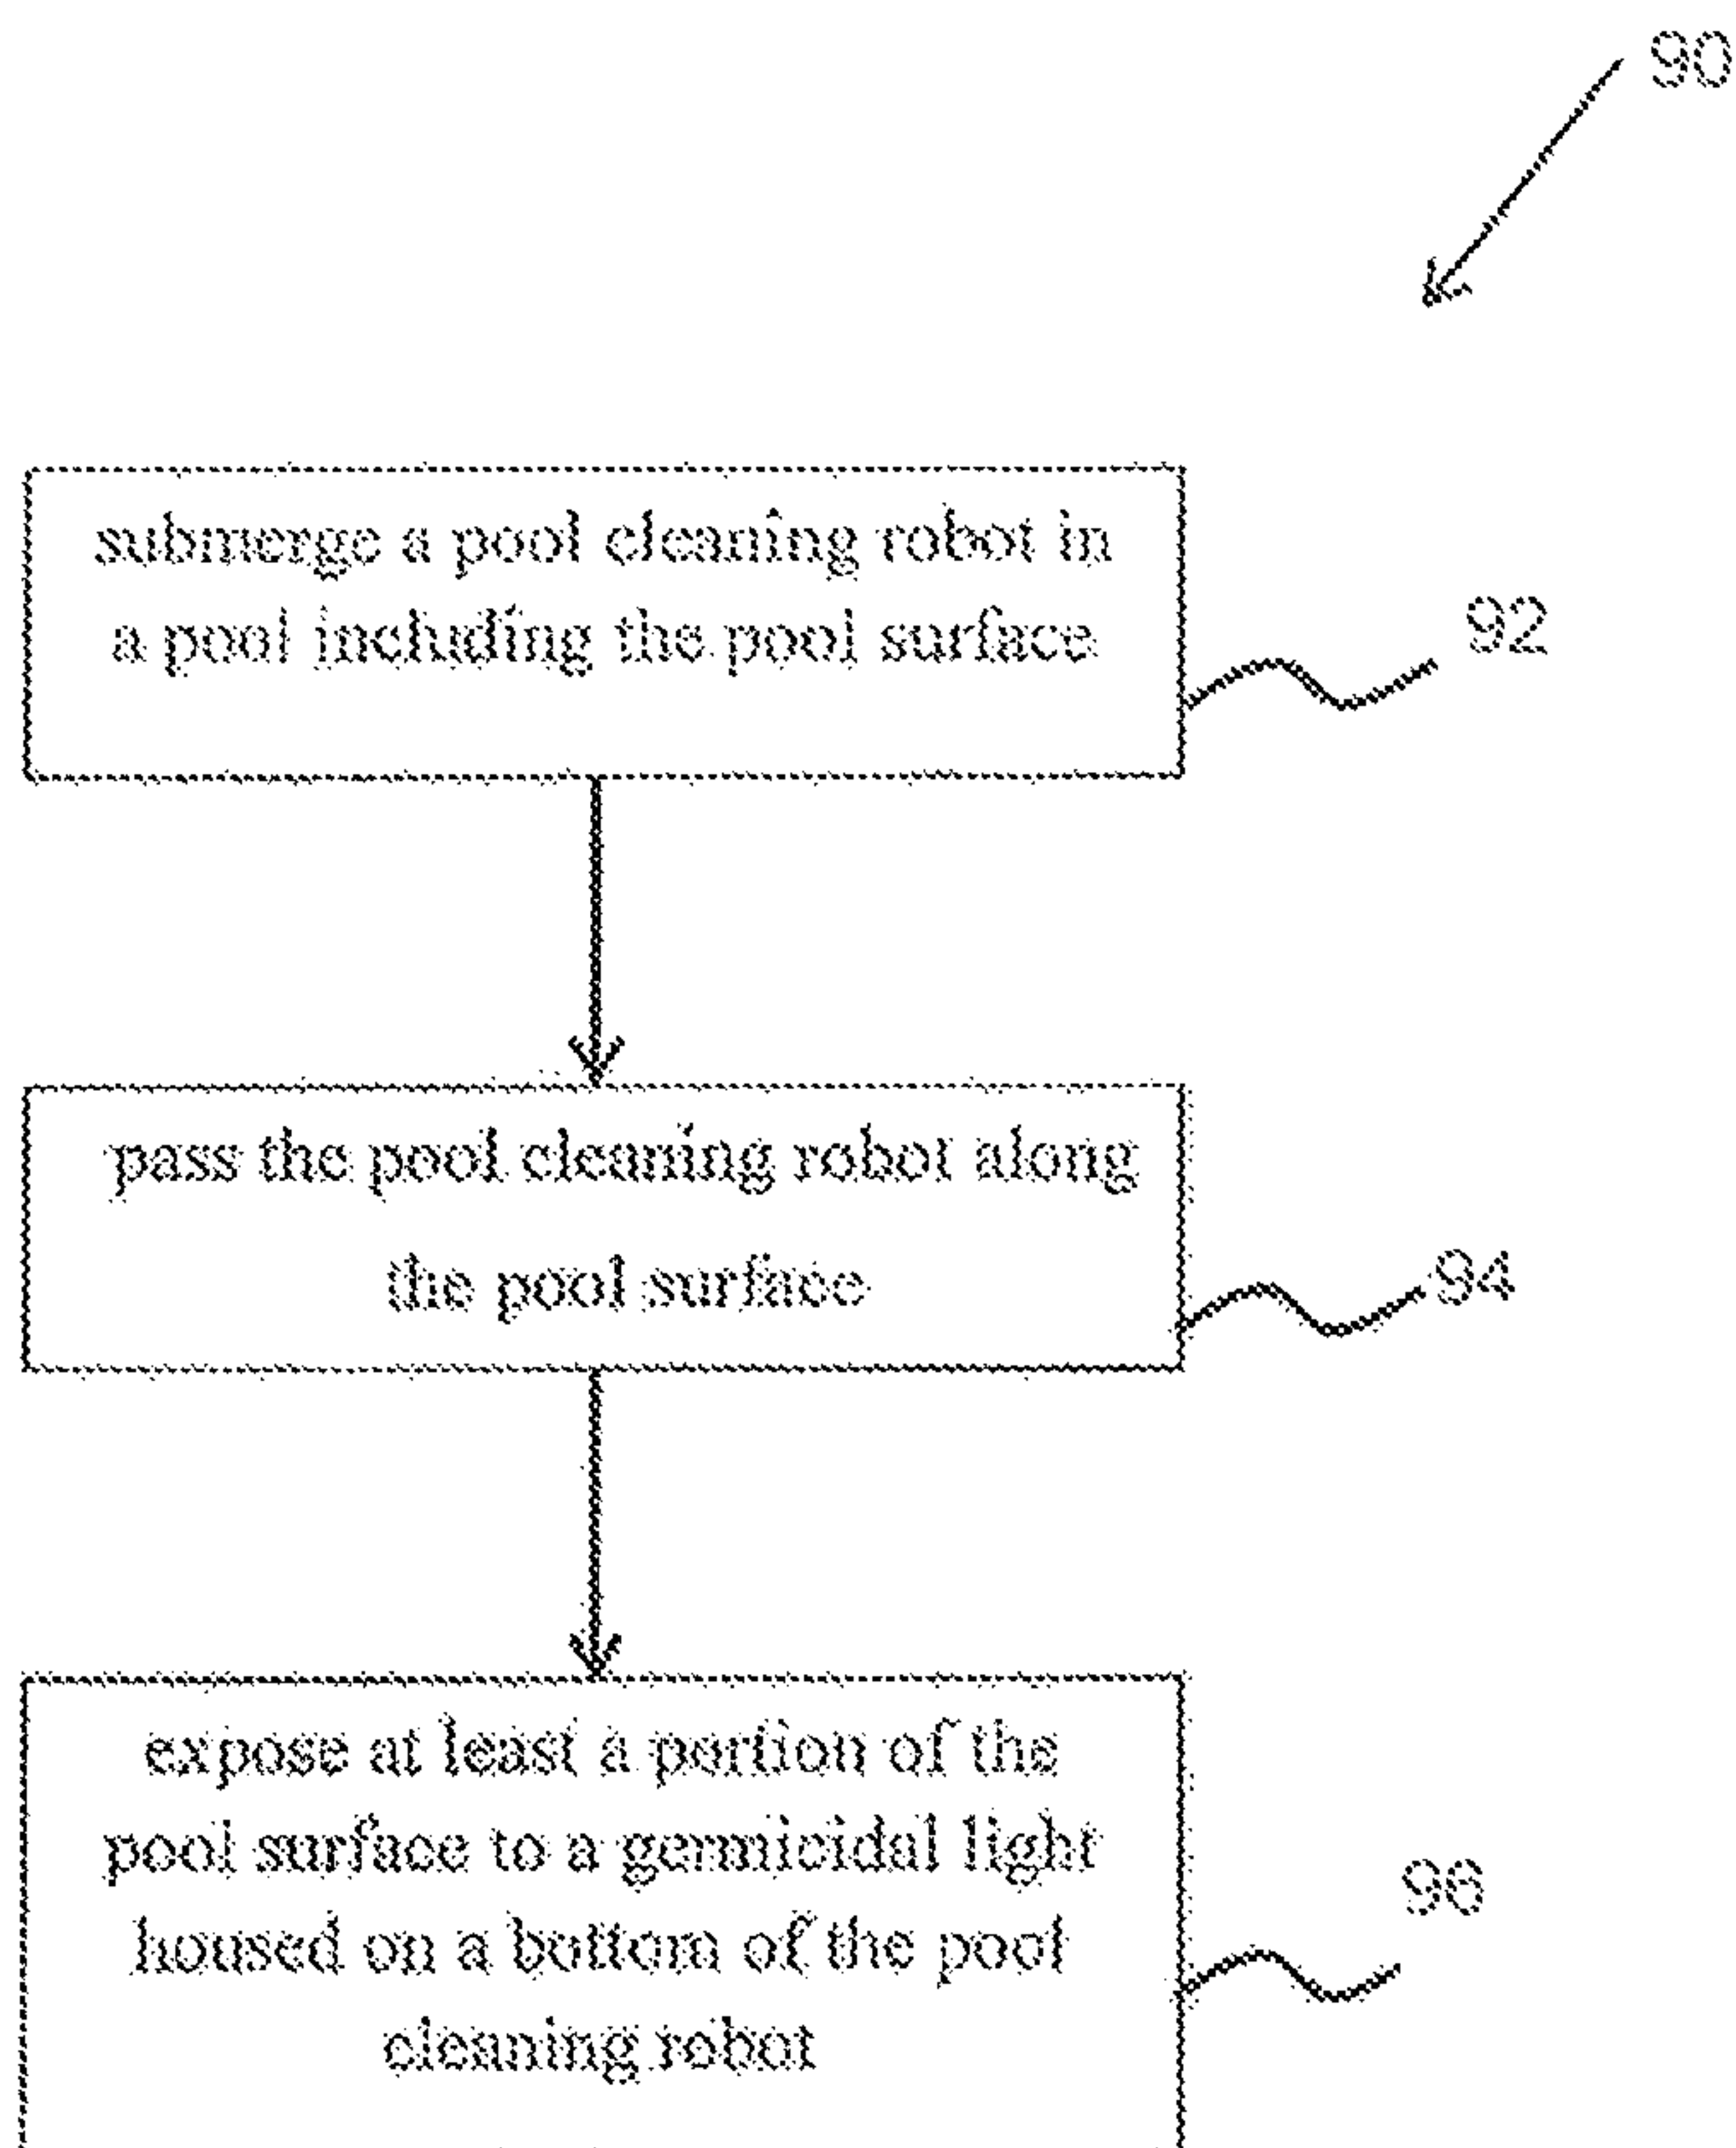 90
submerge a pool cleaning robot in
a pool including the pool surface
92
pass the pool cleaning robot along
the pool surface
94
expose at least a portion of the
pool surface to a germicidal light
housed on a bottom of the pool
cleaning robot
96